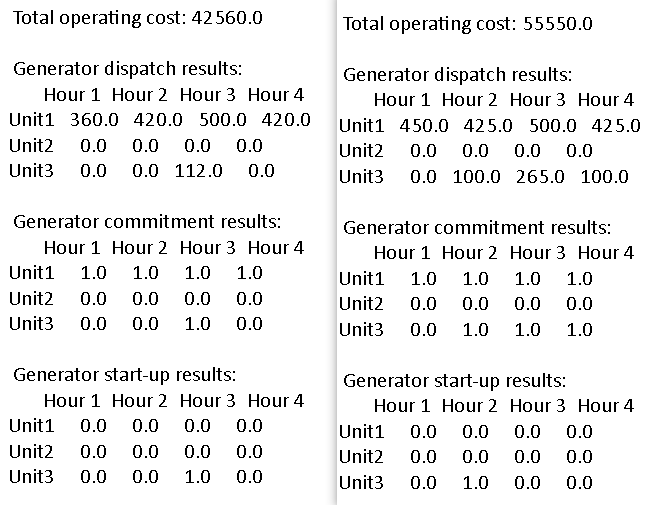 Total operating cost: 42560.0
Generator dispatch results:
Hour 1 Hour 2 Hour 3 Hour 4
Unit1 360.0 420.0 500.0 420.0
Unit2 0.0 0.0 0.0 0.0
Unit3 0.0 0.0 112.0 0.0
Generator commitment results:
Hour 1 Hour 2 Hour 3 Hour 4
Unit1 1.0 1.0 1.0 1.0
Unit2 0.0 0.0 0.0 0.0
Unit3 0.0 0.0 1.0 0.0
Generator start-up results:
Hour 1 Hour 2 Hour 3 Hour 4
Unit1 0.0 0.0 0.0 0.0
Unit2 0.0 0.0 0.0 0.0
Unit3 0.0 0.0 1.0 0.0
Total operating cost: 55550.0
Generator dispatch results:
Hour 1 Hour 2 Hour 3 Hour 4
Unit1 450.0 425.0 500.0 425.0
Unit2 0.0 0.0 0.0 0.0
Unit3 0.0 100.0 265.0 100.0
Generator commitment results:
Hour 1 Hour 2 Hour 3 Hour 4
Unit1 1.0 1.0 1.0 1.0
Unit2 0.0 0.0 0.0 0.0
Unit3 0.0 1.0 1.0 1.0
Generator start-up results:
Hour 1 Hour 2 Hour 3 Hour 4
Unit1 0.0 0.0 0.0 0.0
Unit2 0.0 0.0 0.0 0.0
Unit3 0.0 1.0 0.0 0.0